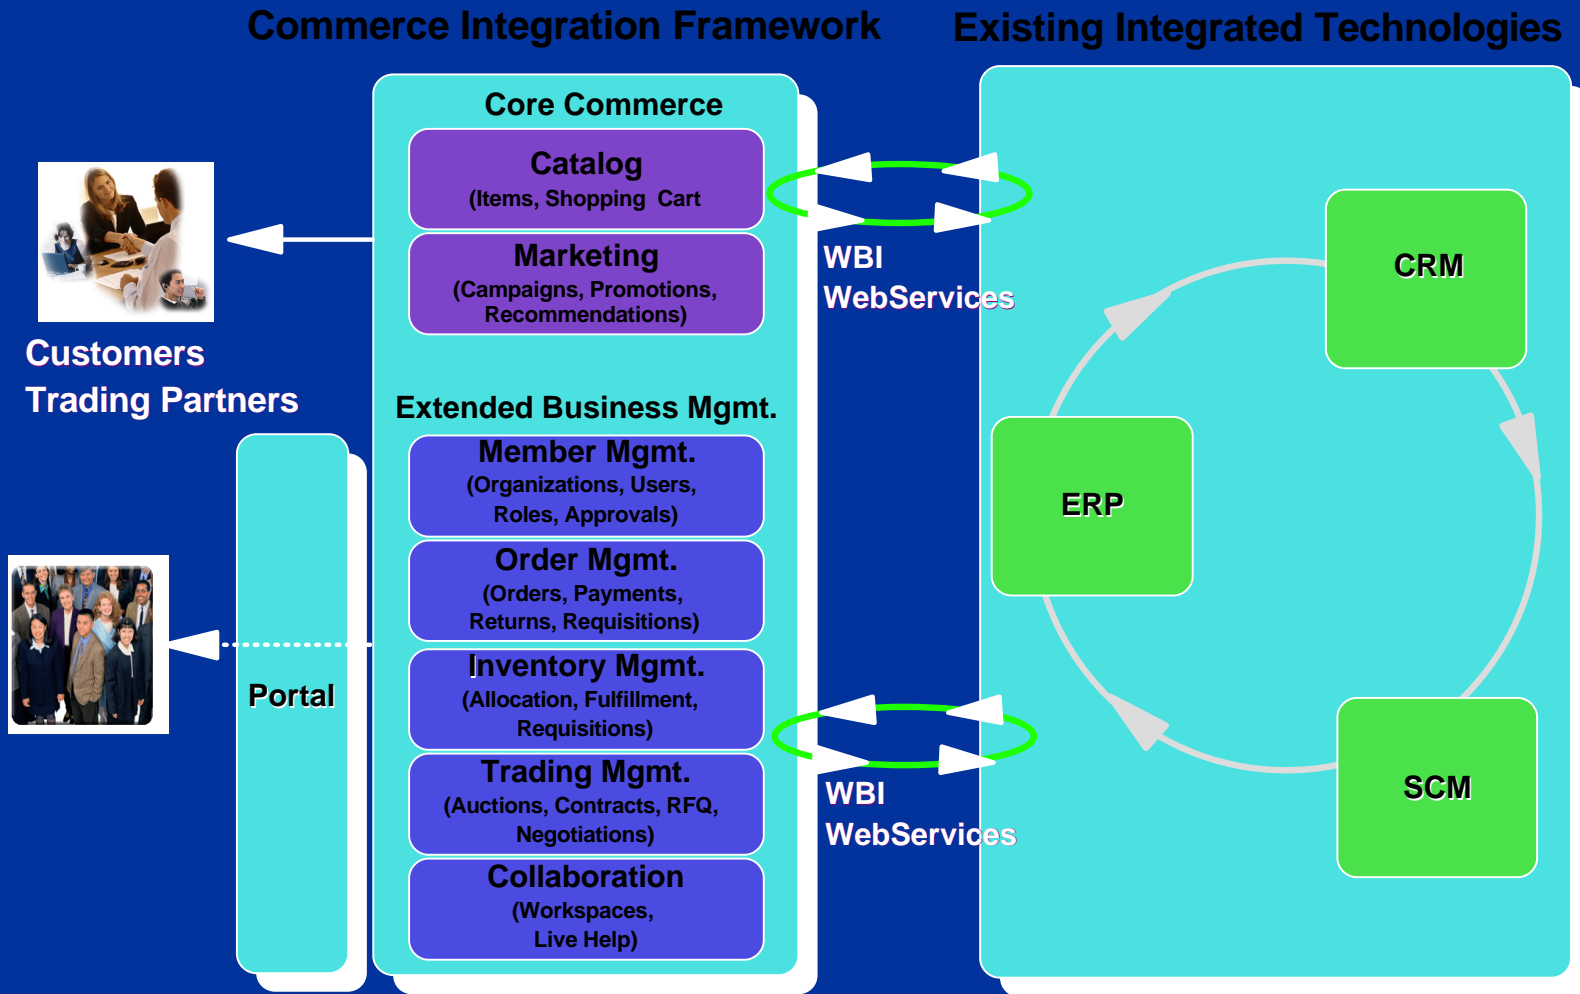 Commerce Integration Framework
Existing Integrated Technologies
Core Commerce
Catalog
(Items, Shopping Cart
Marketing
(Campaigns, Promotions,
Recommendations)
WBI
WebServices
Customers
Trading Partners
Extended Business Mgmt.
Member Mgmt.
(Organizations, Users,
Roles, Approvals)
Order Mgmt.
(Orders, Payments,
Returns, Requisitions)
Inventory Mgmt.
(Allocation, Fulfillment,
Requisitions)
Trading Mgmt.
(Auctions, Contracts, RFQ,
Negotiations)
Collaboration
(Workspaces,
Live Help)
Portal
WBI
WebServices
CRM
ERP
SCM